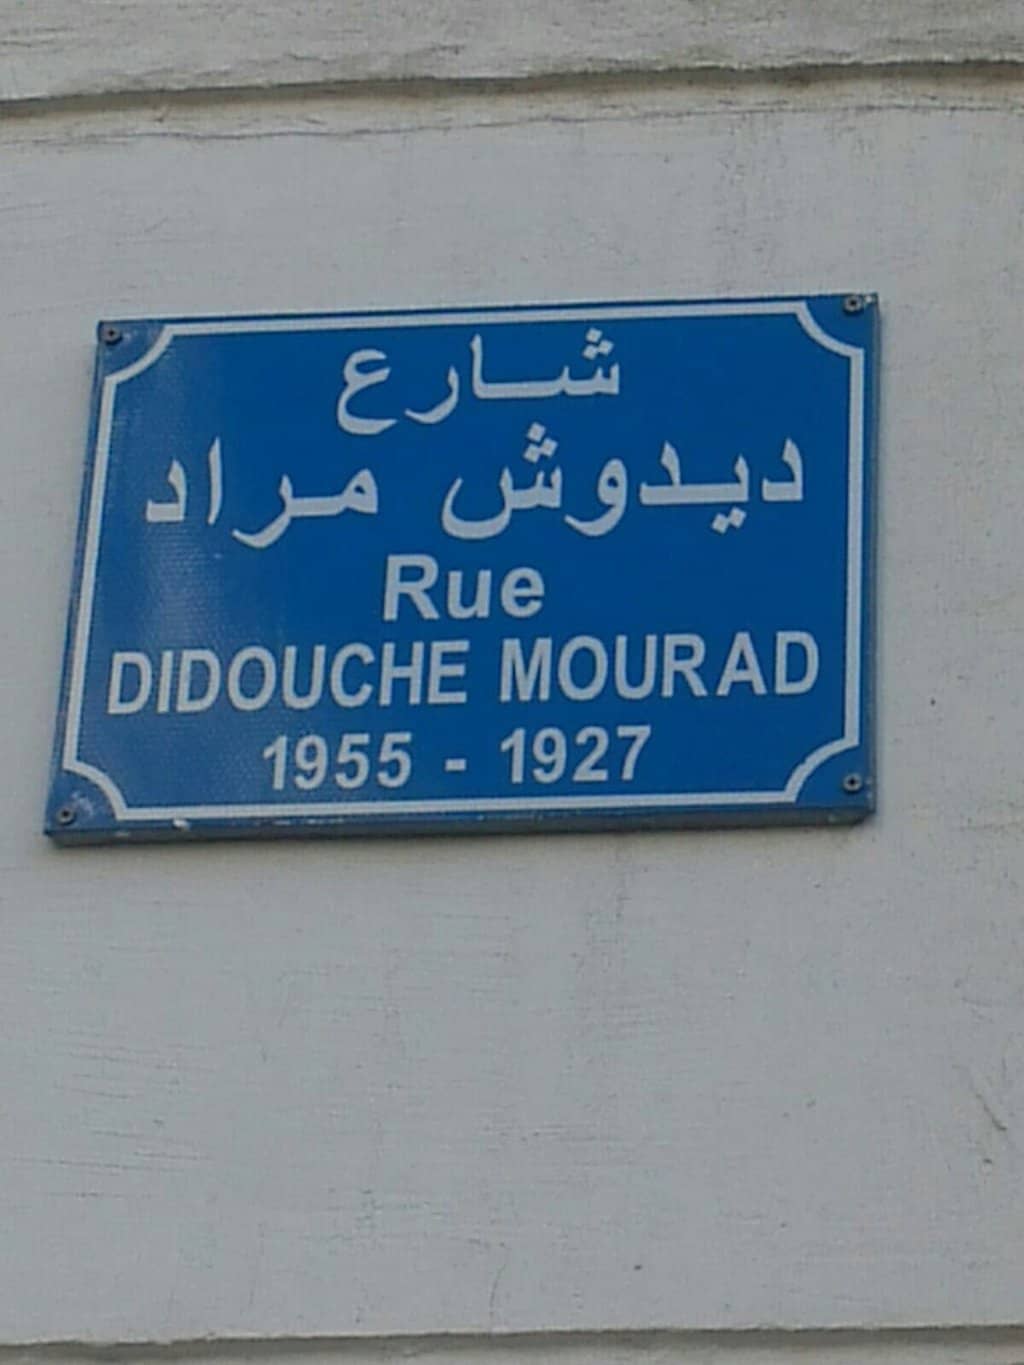 شارع
ديدوش مراد
Rue
DIDOUCHE MOURAD
1955 - 1927